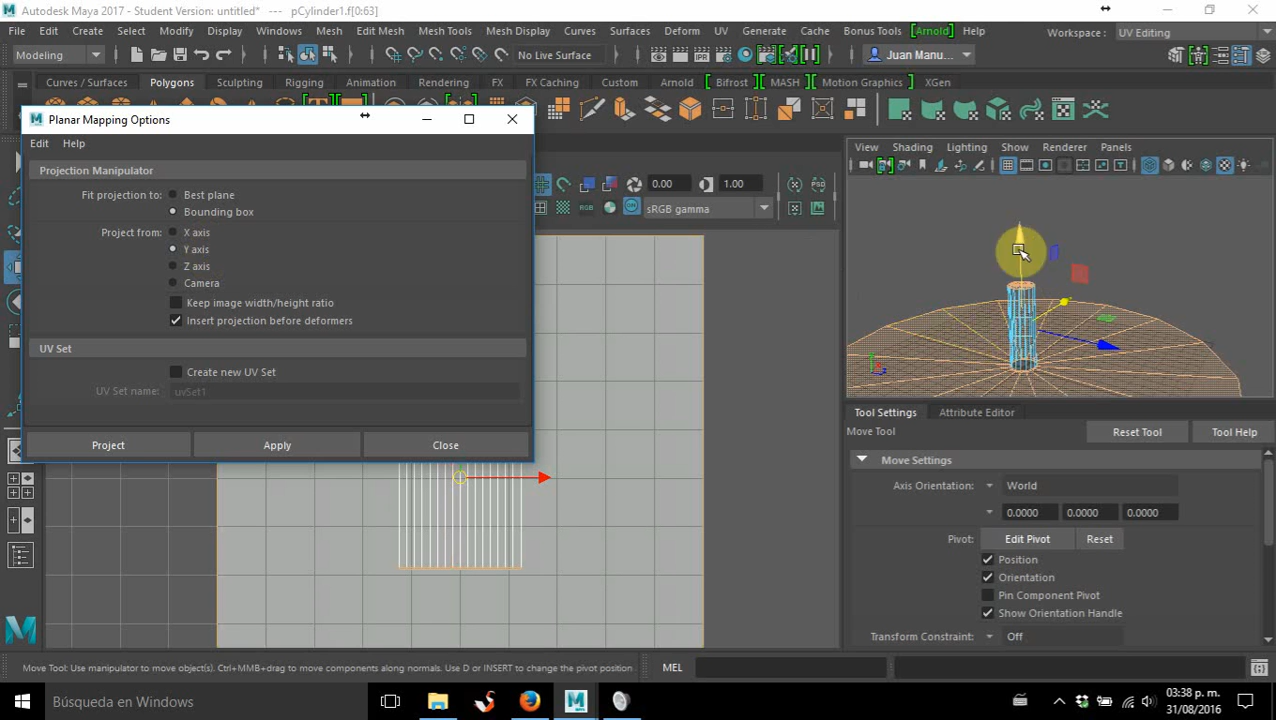 Autodesk Maya 2017 - Student Version: untitled* --- pCylinder1.f[0:63]
File Edit Create Select Modify Display Windows Mesh Edit Mesh Mesh Tools Mesh Display Curves Surfaces Deform UV Generate Cache Bonus Tools [Arnold] Help Workspace : UV Editing
Modeling No Live Surface Juan Manu...
Curves / Surfaces Polygons Sculpting Rigging Animation Rendering FX FX Caching Custom Arnold Bifrost MASH Motion Graphics XGen
Planar Mapping Options
Edit Help
Projection Manipulator
Fit projection to: Best plane
Bounding box
Project from: X axis
Y axis
Z axis
Camera
Keep image width/height ratio
Insert projection before deformers
UV Set
Create new UV Set
UV Set name: uvSet1
Project Apply Close
0.00 1.00
RGB sRGB gamma
View Shading Lighting Show Renderer Panels
Tool Settings Attribute Editor
Move Tool Reset Tool Tool Help
Move Settings
Axis Orientation: World
0.0000 0.0000 0.0000
Pivot: Edit Pivot Reset
Position
Orientation
Pin Component Pivot
Show Orientation Handle
Transform Constraint: Off
Move Tool: Use manipulator to move object(s). Ctrl+MMB+drag to move components along normals. Use D or INSERT to change the pivot position MEL
Búsqueda en Windows
03:38 p. m.
31/08/2016